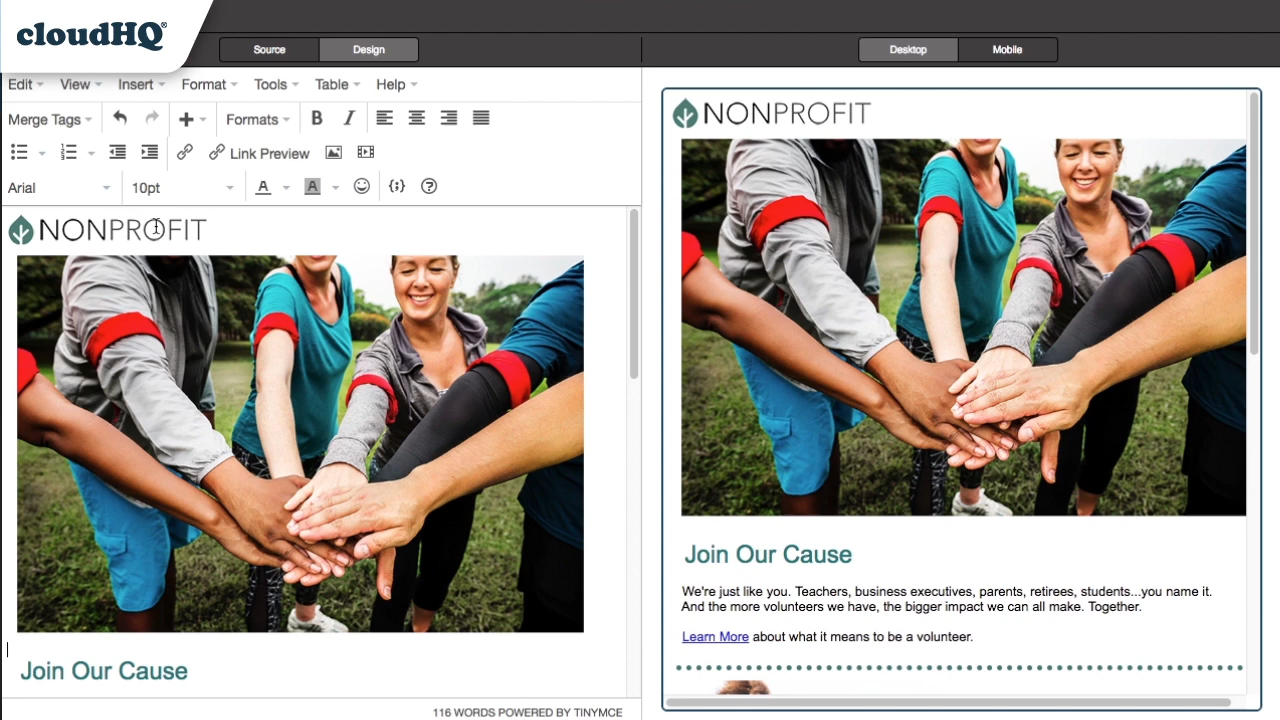 cloudHQ®
Source Design
Desktop Mobile
Edit View Insert Format Tools Table Help
Merge Tags Formats B I
Link Preview
Arial 10pt A A
NONPROFIT
Join Our Cause
116 WORDS POWERED BY TINYMCE
NONPROFIT
Join Our Cause
We're just like you. Teachers, business executives, parents, retirees, students...you name it.
And the more volunteers we have, the bigger impact we can all make. Together.
Learn More about what it means to be a volunteer.